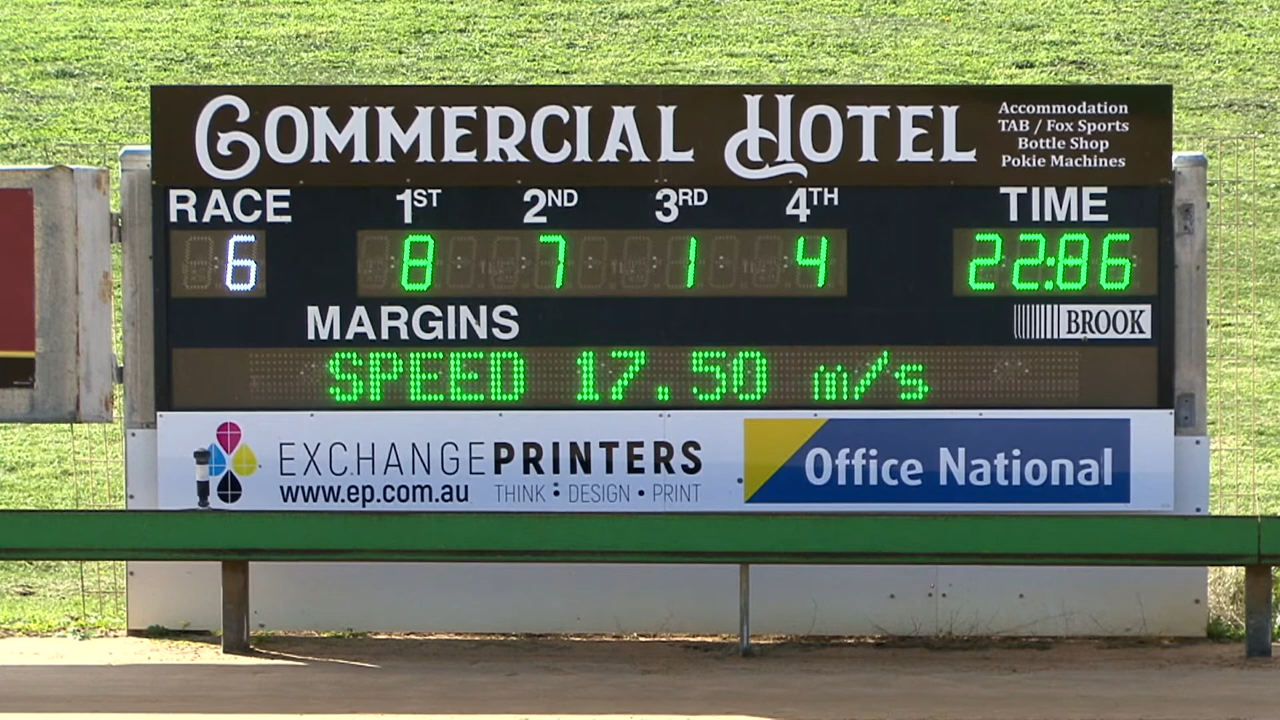 COMMERCIAL HOTEL
Accommodation
TAB / Fox Sports
Bottle Shop
Pokie Machines
RACE 1ST 2ND 3RD 4TH TIME
6 8 7 1 4 22:86
MARGINS
BROOK
SPEED 17.50 m/s
EXCHANGEPRINTERS
www.ep.com.au THINK • DESIGN • PRINT
Office National